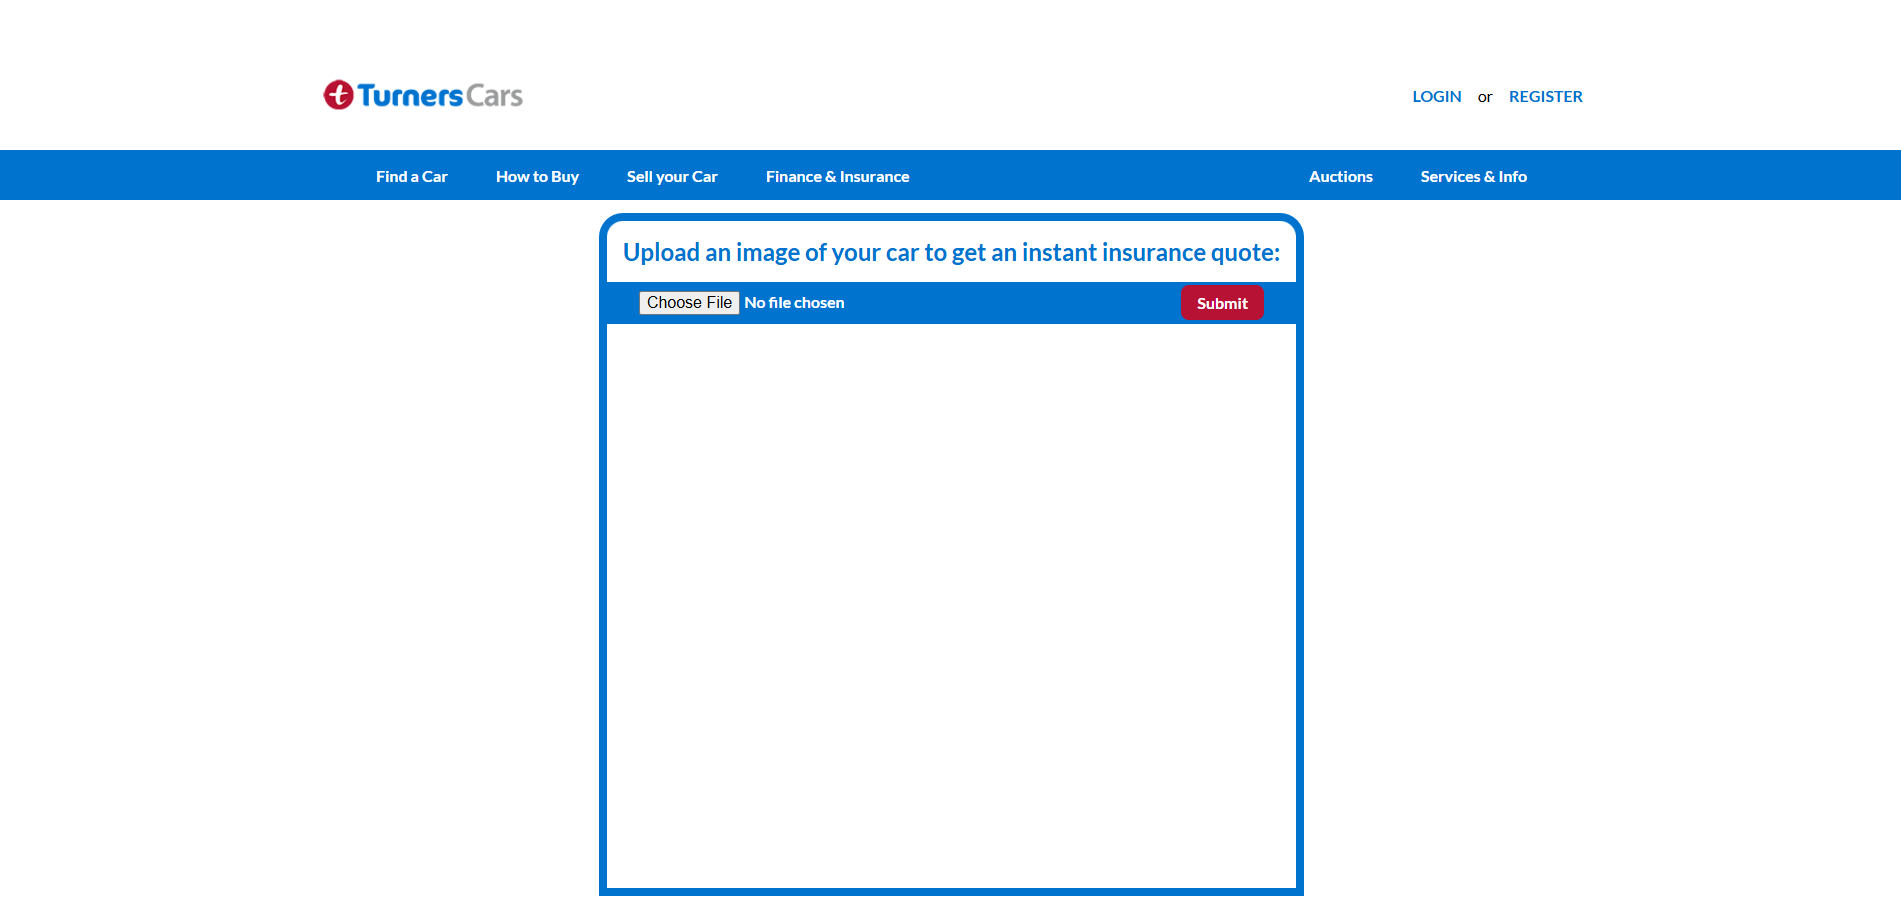 t Turners Cars
LOGIN or REGISTER
Find a Car How to Buy Sell your Car Finance & Insurance Auctions Services & Info
Upload an image of your car to get an instant insurance quote:
Choose File No file chosen Submit